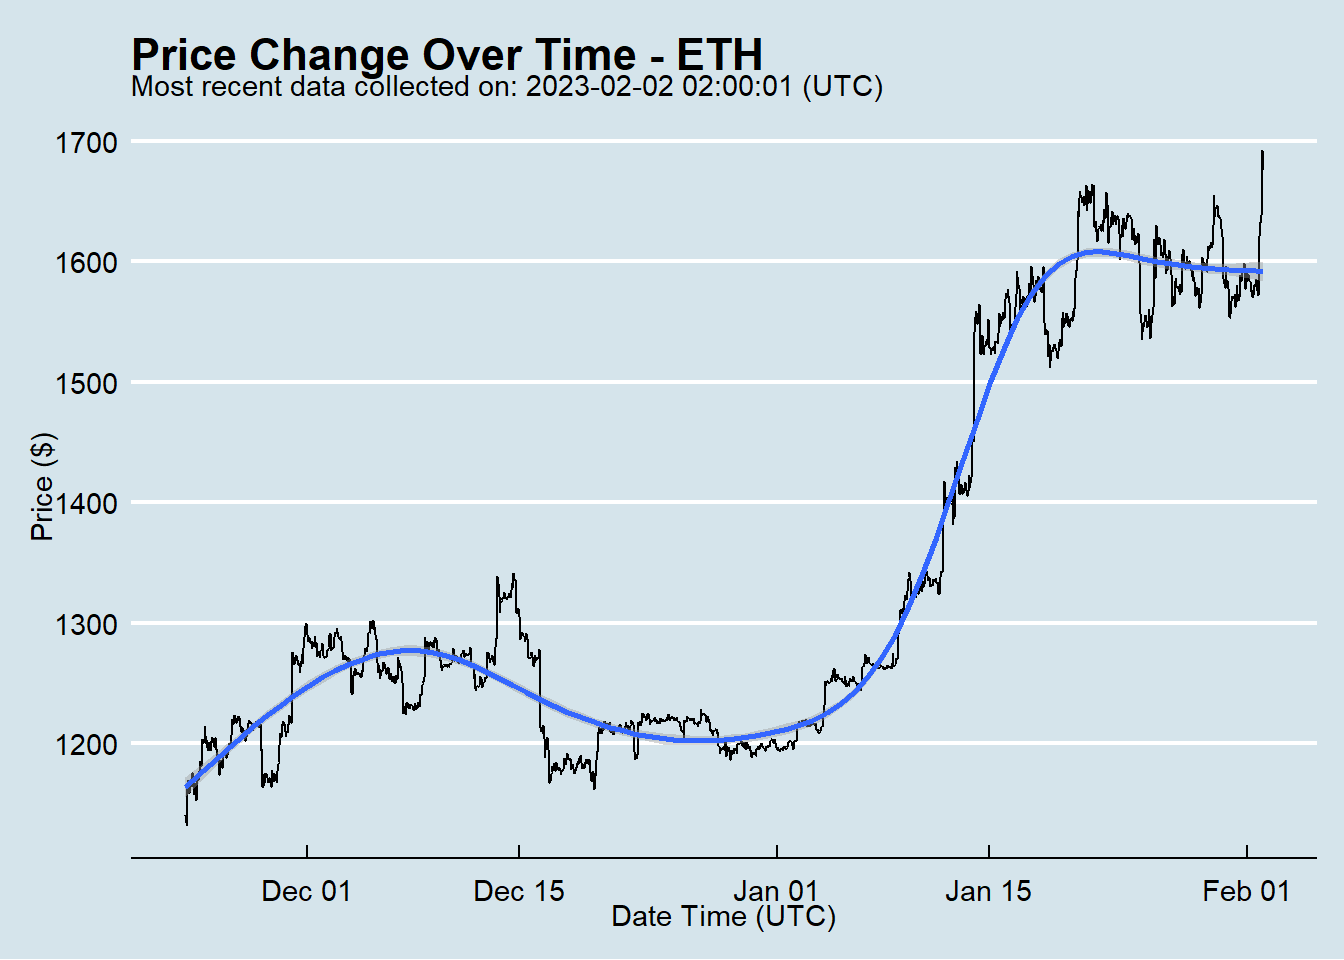 Price Change Over Time - ETH
Most recent data collected on: 2023-02-02 02:00:01 (UTC)
1700
1600
1500
1400
1300
1200
Price ($)
Dec 01 Dec 15 Jan 01 Jan 15 Feb 01
Date Time (UTC)